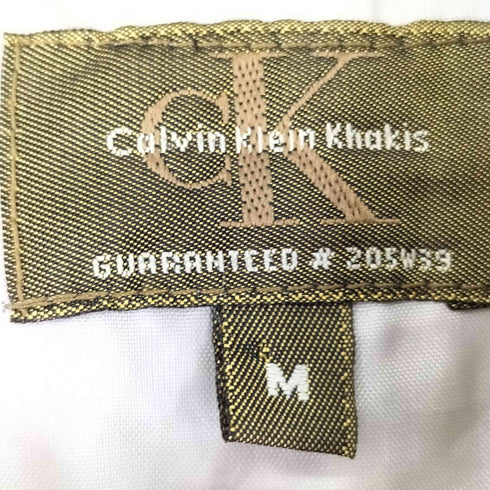 CK
Calvin Klein Khakis
GUARANTEED # 205W39
M